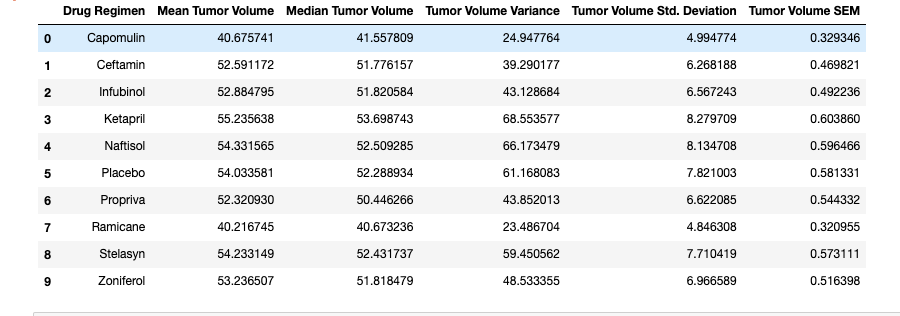 Drug Regimen Mean Tumor Volume Median Tumor Volume Tumor Volume Variance Tumor Volume Std. Deviation Tumor Volume SEM
0 Capomulin 40.675741 41.557809 24.947764 4.994774 0.329346
1 Ceftamin 52.591172 51.776157 39.290177 6.268188 0.469821
2 Infubinol 52.884795 51.820584 43.128684 6.567243 0.492236
3 Ketapril 55.235638 53.698743 68.553577 8.279709 0.603860
4 Naftisol 54.331565 52.509285 66.173479 8.134708 0.596466
5 Placebo 54.033581 52.288934 61.168083 7.821003 0.581331
6 Propriva 52.320930 50.446266 43.852013 6.622085 0.544332
7 Ramicane 40.216745 40.673236 23.486704 4.846308 0.320955
8 Stelasyn 54.233149 52.431737 59.450562 7.710419 0.573111
9 Zoniferol 53.236507 51.818479 48.533355 6.966589 0.516398